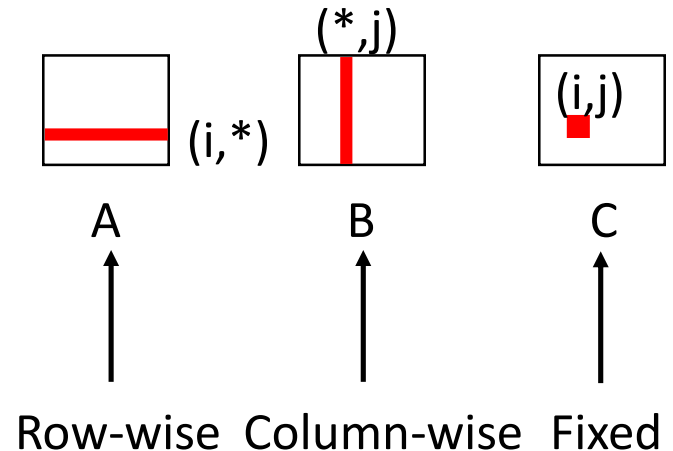 (*,j)
(i,*)
(i,j)
A B C
Row-wise Column-wise Fixed